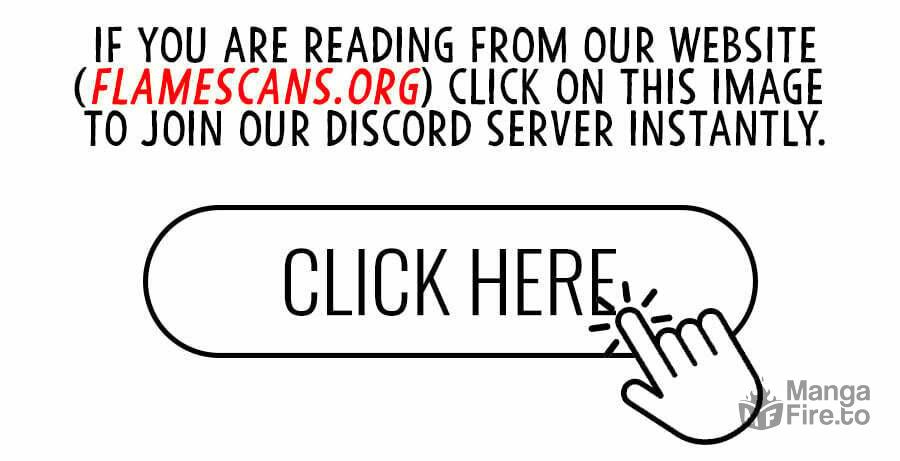 IF YOU ARE READING FROM OUR WEBSITE
(FLAMESCANS.ORG) CLICK ON THIS IMAGE
TO JOIN OUR DISCORD SERVER INSTANTLY.
CLICK HERE
MF
Manga
Fire.to